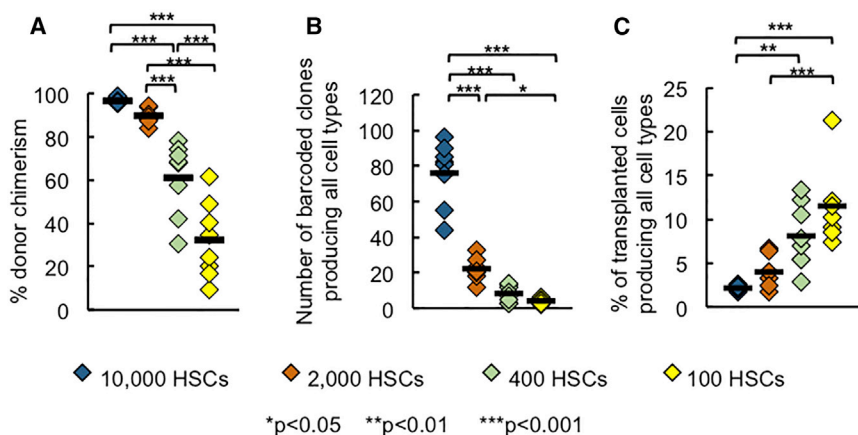 A
B
C
***
***
***
***
***
***
***
***
*
***
**
***
% donor chimerism
100
80
60
40
20
0
Number of barcoded clones
producing all cell types
120
100
80
60
40
20
0
% of transplanted cells
producing all cell types
25
20
15
10
5
0
10,000 HSCs
2,000 HSCs
400 HSCs
100 HSCs
*p<0.05 **p<0.01 ***p<0.001